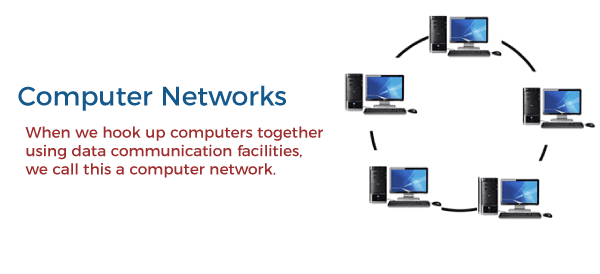 Computer Networks
When we hook up computers together
using data communication facilities,
we call this a computer network.